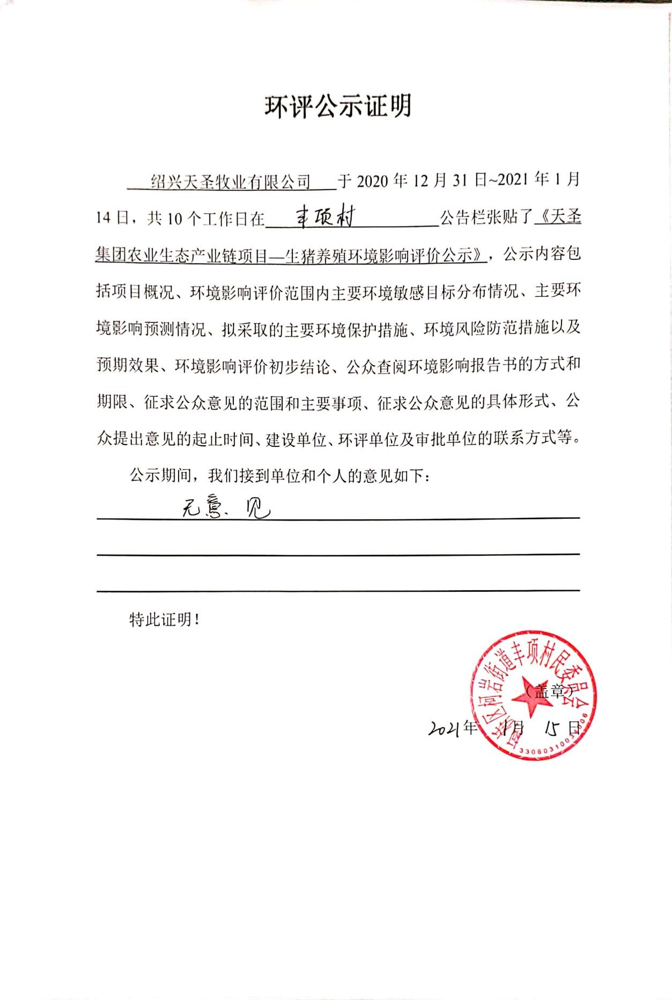 环评公示证明
绍兴天圣牧业有限公司 于 2020 年 12 月 31 日~2021 年 1 月
14 日，共 10 个工作日在 丰项村 公告栏张贴了《天圣
集团农业生态产业链项目—生猪养殖环境影响评价公示》，公示内容包
括项目概况、环境影响评价范围内主要环境敏感目标分布情况、主要环
境影响预测情况、拟采取的主要环境保护措施、环境风险防范措施以及
预期效果、环境影响评价初步结论、公众查阅环境影响报告书的方式和
期限、征求公众意见的范围和主要事项、征求公众意见的具体形式、公
众提出意见的起止时间、建设单位、环评单位及审批单位的联系方式等。
公示期间，我们接到单位和个人的意见如下：
无意见
特此证明！
柯桥区柯岩街道丰项村民委员会
（盖章）
2021年 1月 15日